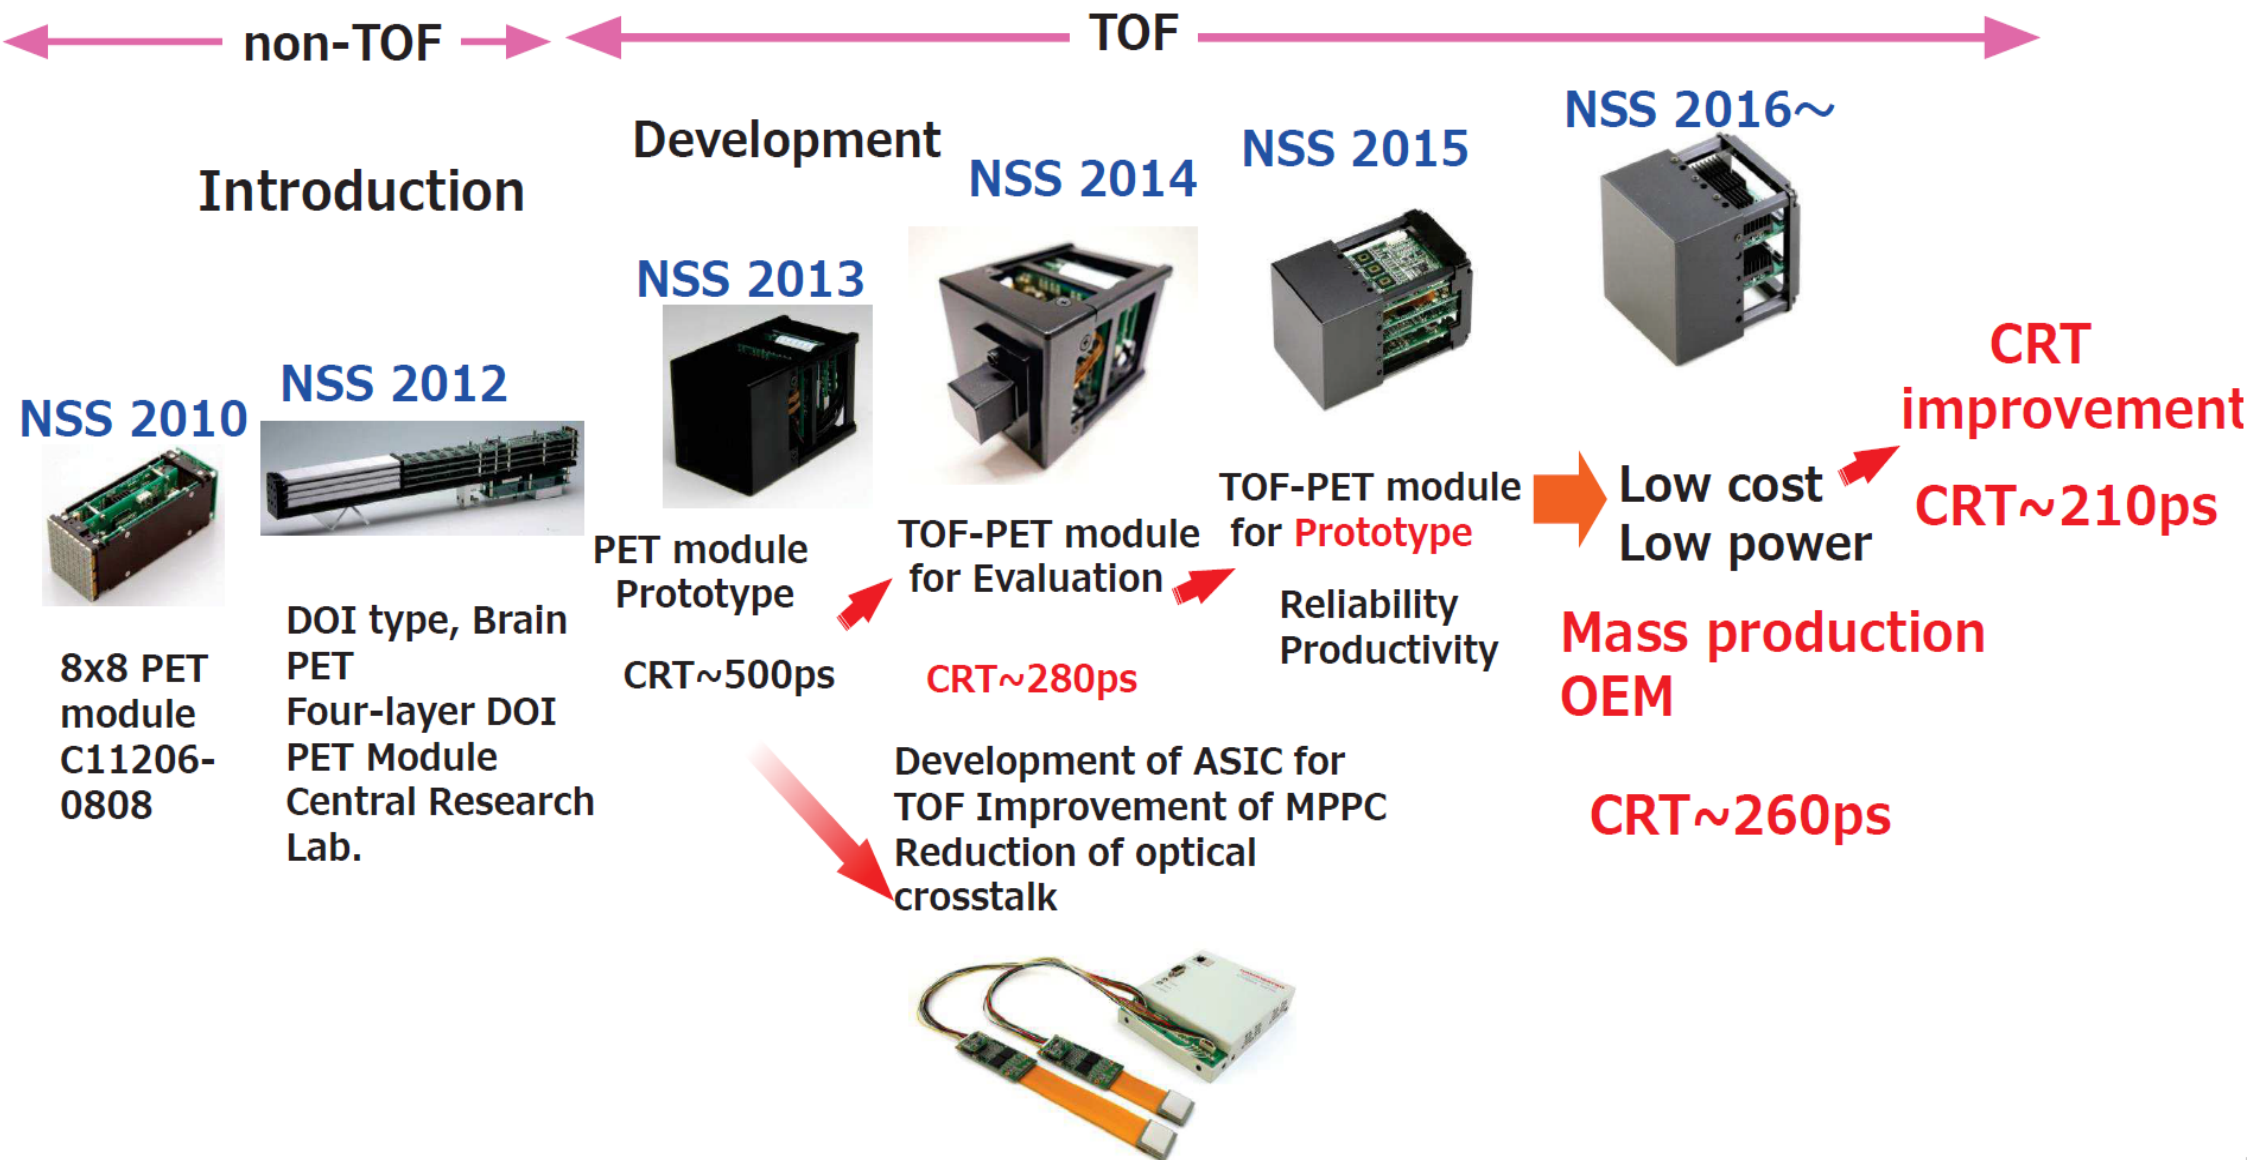 non-TOF
TOF
Introduction
Development
NSS 2010
NSS 2012
NSS 2013
NSS 2014
NSS 2015
NSS 2016～
8x8 PET
module
C11206-
0808
DOI type, Brain
PET
Four-layer DOI
PET Module
Central Research
Lab.
PET module
Prototype
CRT~500ps
TOF-PET module
for Evaluation
CRT~280ps
Development of ASIC for
TOF Improvement of MPPC
Reduction of optical
crosstalk
TOF-PET module
for Prototype
Reliability
Productivity
Low cost
Low power
Mass production
OEM
CRT~260ps
CRT
improvement
CRT~210ps